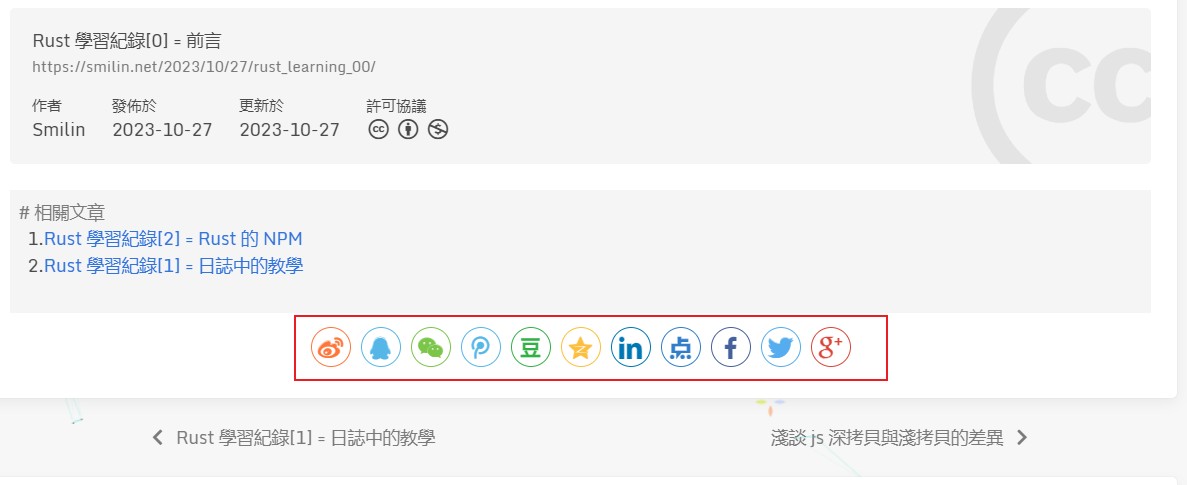 Rust 學習紀錄[0] = 前言
https://smilin.net/2023/10/27/rust_learning_00/
作者 發佈於 更新於 許可協議
Smilin 2023-10-27 2023-10-27
cc
# 相關文章
1.Rust 學習紀錄[2] = Rust 的 NPM
2.Rust 學習紀錄[1] = 日誌中的教學
豆 in 点 f g+
Rust 學習紀錄[1] = 日誌中的教學 淺談 js 深拷貝與淺拷貝的差異